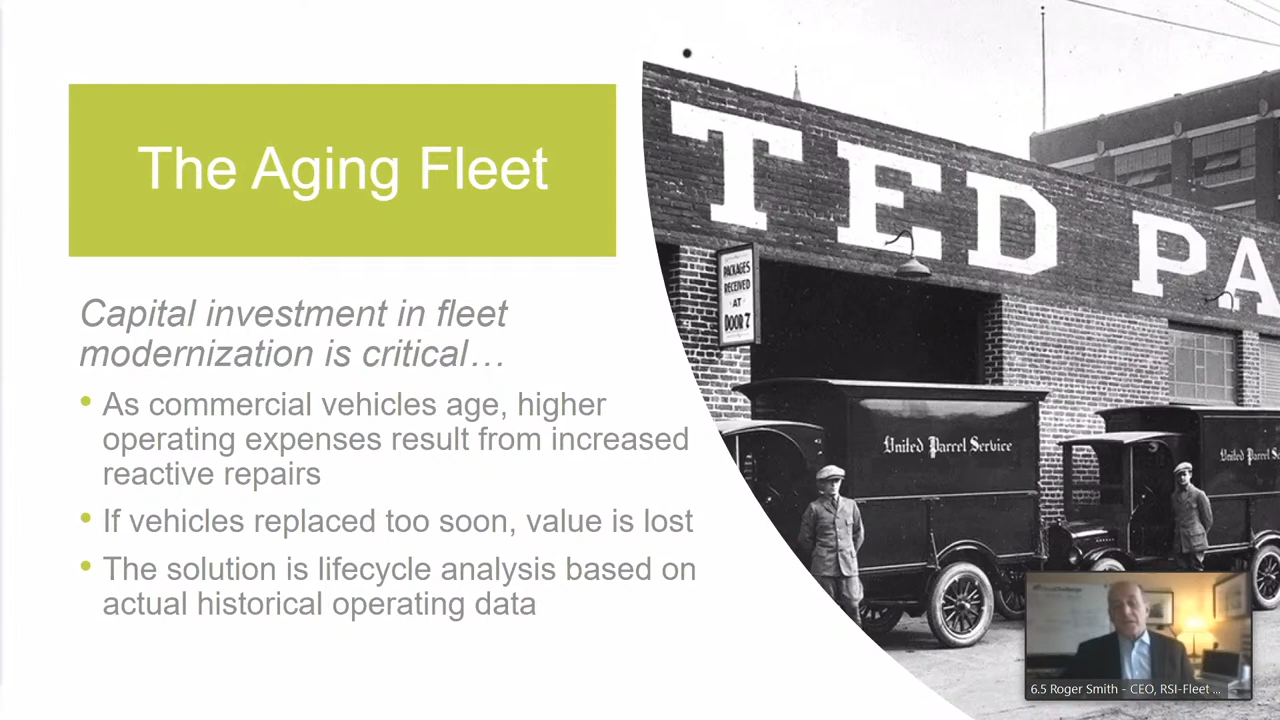 The Aging Fleet
Capital investment in fleet
modernization is critical…
• As commercial vehicles age, higher
operating expenses result from increased
reactive repairs
• If vehicles replaced too soon, value is lost
• The solution is lifecycle analysis based on
actual historical operating data
TED PA
PACKAGES
RECEIVED
AT
DOOR 7
United Parcel Service
United Parcel Se
6.5 Roger Smith - CEO, RSI-Fleet ...